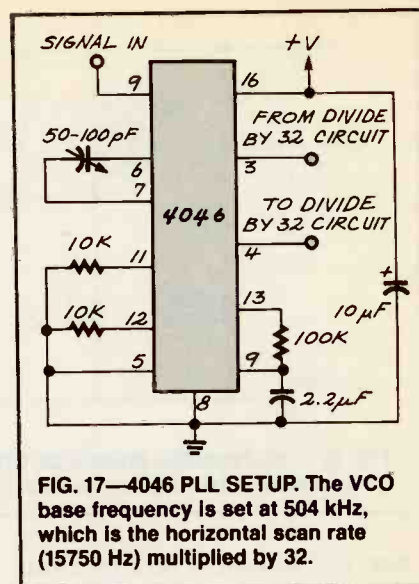 SIGNAL IN
+V
9
16
FROM DIVIDE
BY 32 CIRCUIT
50-100pF
6
3
7
TO DIVIDE
BY 32 CIRCUIT
4046
4
10K
11
13
+
10µF
100K
10K
12
9
5
2.2µF
8
FIG. 17—4046 PLL SETUP. The VCO
base frequency is set at 504 kHz,
which is the horizontal scan rate
(15750 Hz) multiplied by 32.